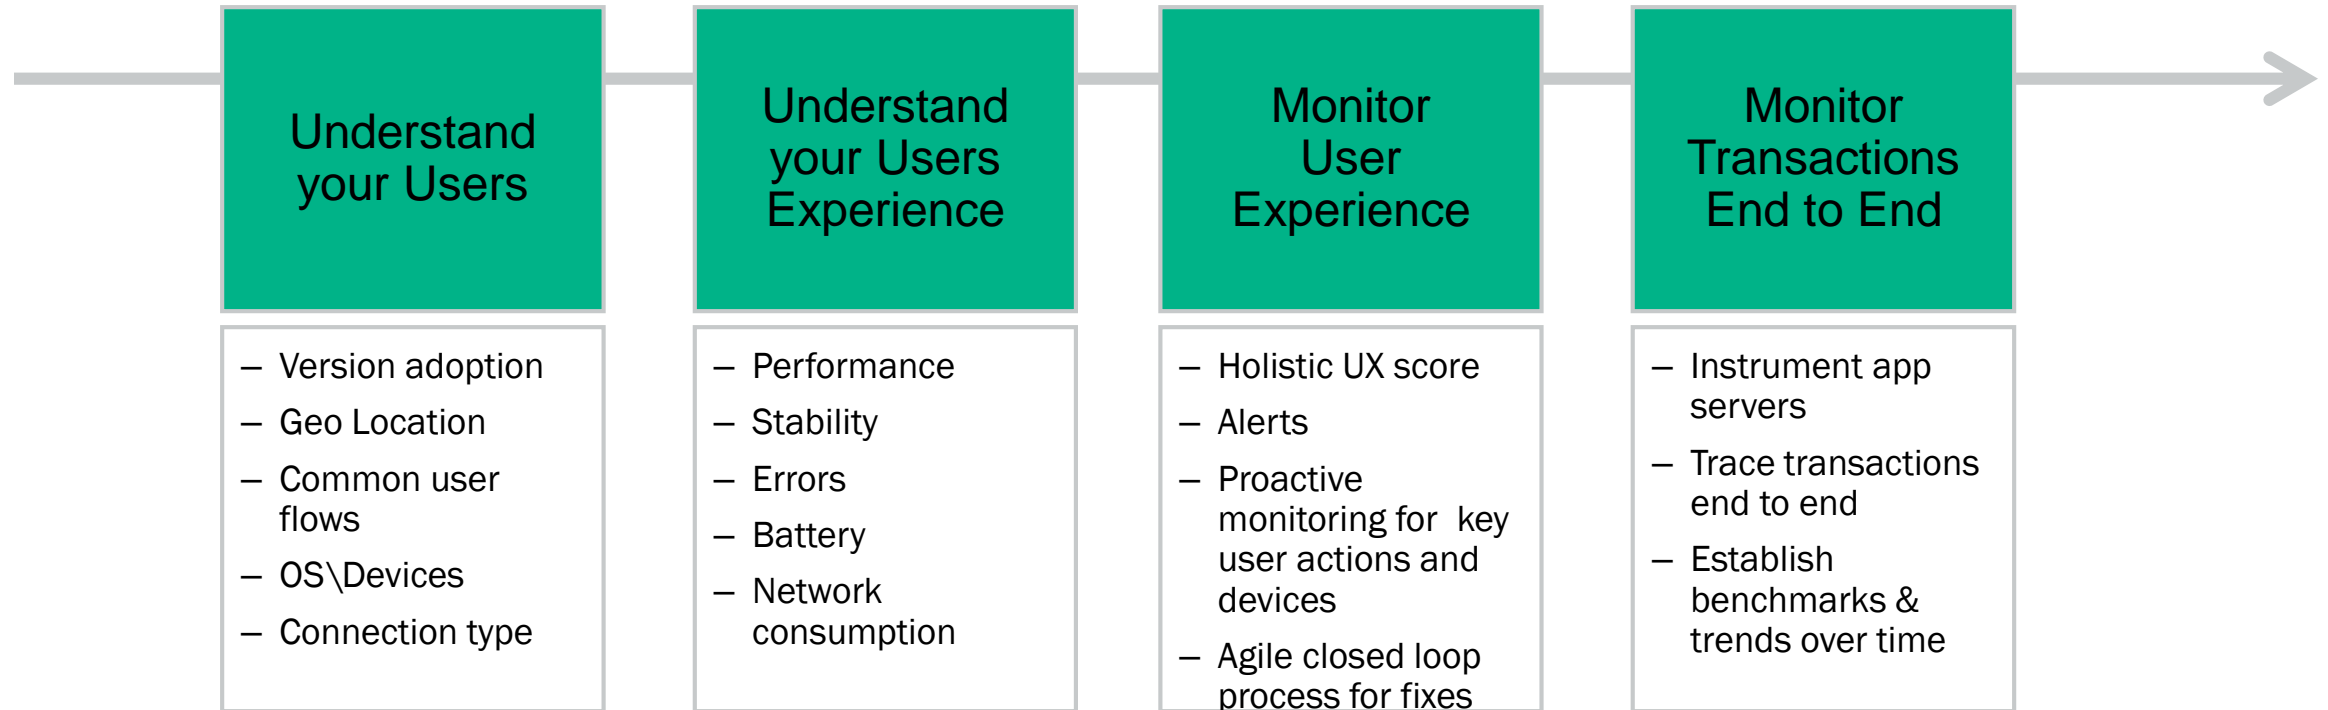 Understand
your Users
– Version adoption
– Geo Location
– Common user
flows
– OS\Devices
– Connection type
Understand
your Users
Experience
– Performance
– Stability
– Errors
– Battery
– Network
consumption
Monitor
User
Experience
– Holistic UX score
– Alerts
– Proactive
monitoring for  key
user actions and
devices
– Agile closed loop
process for fixes
Monitor
Transactions
End to End
– Instrument app
servers
– Trace transactions
end to end
– Establish
benchmarks &
trends over time